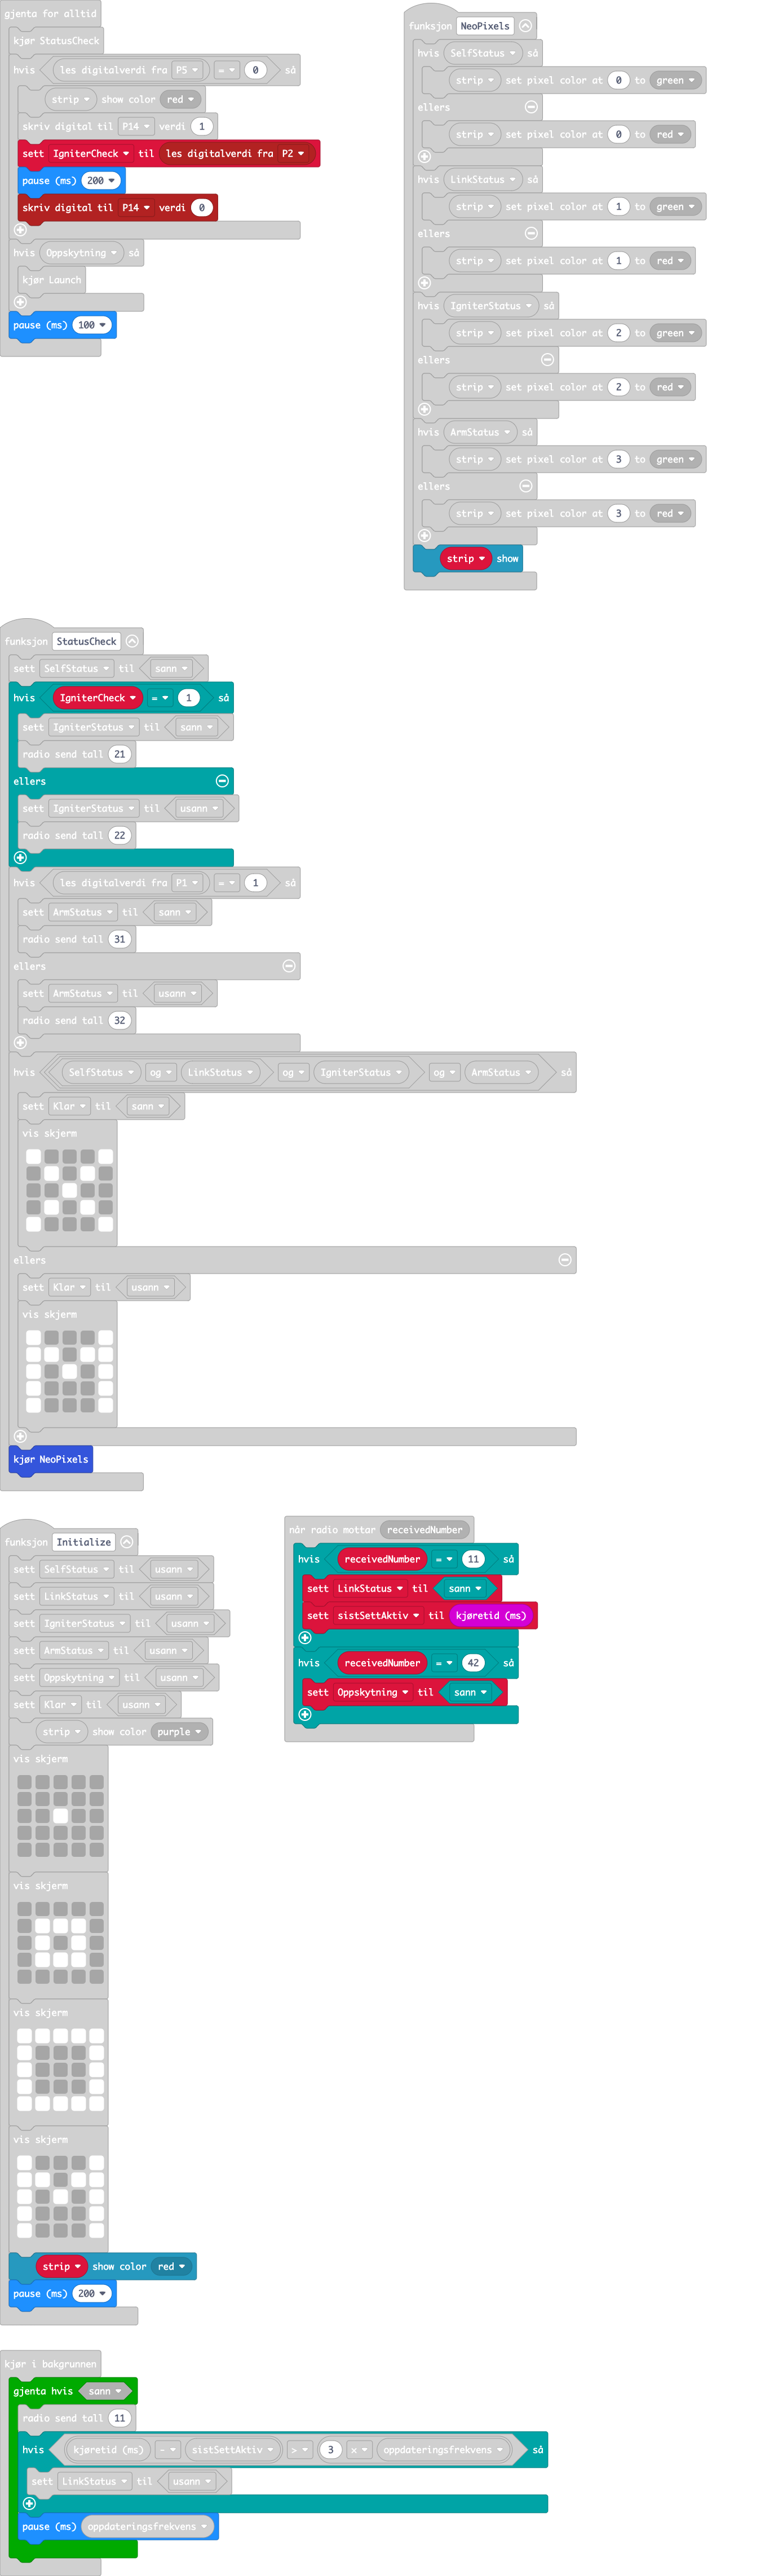 gjenta for alltid
kjør StatusCheck
hvis les digitalverdi fra P5 = 0 så
strip show color red
skriv digital til P14 verdi 1
sett IgniterCheck til les digitalverdi fra P2
pause (ms) 200
skriv digital til P14 verdi 0
hvis Oppskytning så
kjør Launch
pause (ms) 100
funksjon NeoPixels
hvis SelfStatus så
strip set pixel color at 0 to green
ellers
strip set pixel color at 0 to red
hvis LinkStatus så
strip set pixel color at 1 to green
ellers
strip set pixel color at 1 to red
hvis IgniterStatus så
strip set pixel color at 2 to green
ellers
strip set pixel color at 2 to red
hvis ArmStatus så
strip set pixel color at 3 to green
ellers
strip set pixel color at 3 to red
strip show
funksjon StatusCheck
sett SelfStatus til sann
hvis IgniterCheck = 1 så
sett IgniterStatus til sann
radio send tall 21
ellers
sett IgniterStatus til usann
radio send tall 22
hvis les digitalverdi fra P1 = 1 så
sett ArmStatus til sann
radio send tall 31
ellers
sett ArmStatus til usann
radio send tall 32
hvis SelfStatus og LinkStatus og IgniterStatus og ArmStatus så
sett Klar til sann
vis skjerm
ellers
sett Klar til usann
vis skjerm
kjør NeoPixels
funksjon Initialize
sett SelfStatus til usann
sett LinkStatus til usann
sett IgniterStatus til usann
sett ArmStatus til usann
sett Oppskytning til usann
sett Klar til usann
strip show color purple
vis skjerm
vis skjerm
vis skjerm
vis skjerm
strip show color red
pause (ms) 200
når radio mottar receivedNumber
hvis receivedNumber = 11 så
sett LinkStatus til sann
sett sistSettAktiv til kjøretid (ms)
hvis receivedNumber = 42 så
sett Oppskytning til sann
kjør i bakgrunnen
gjenta hvis sann
radio send tall 11
hvis kjøretid (ms) - sistSettAktiv > 3 × oppdateringsfrekvens så
sett LinkStatus til usann
pause (ms) oppdateringsfrekvens